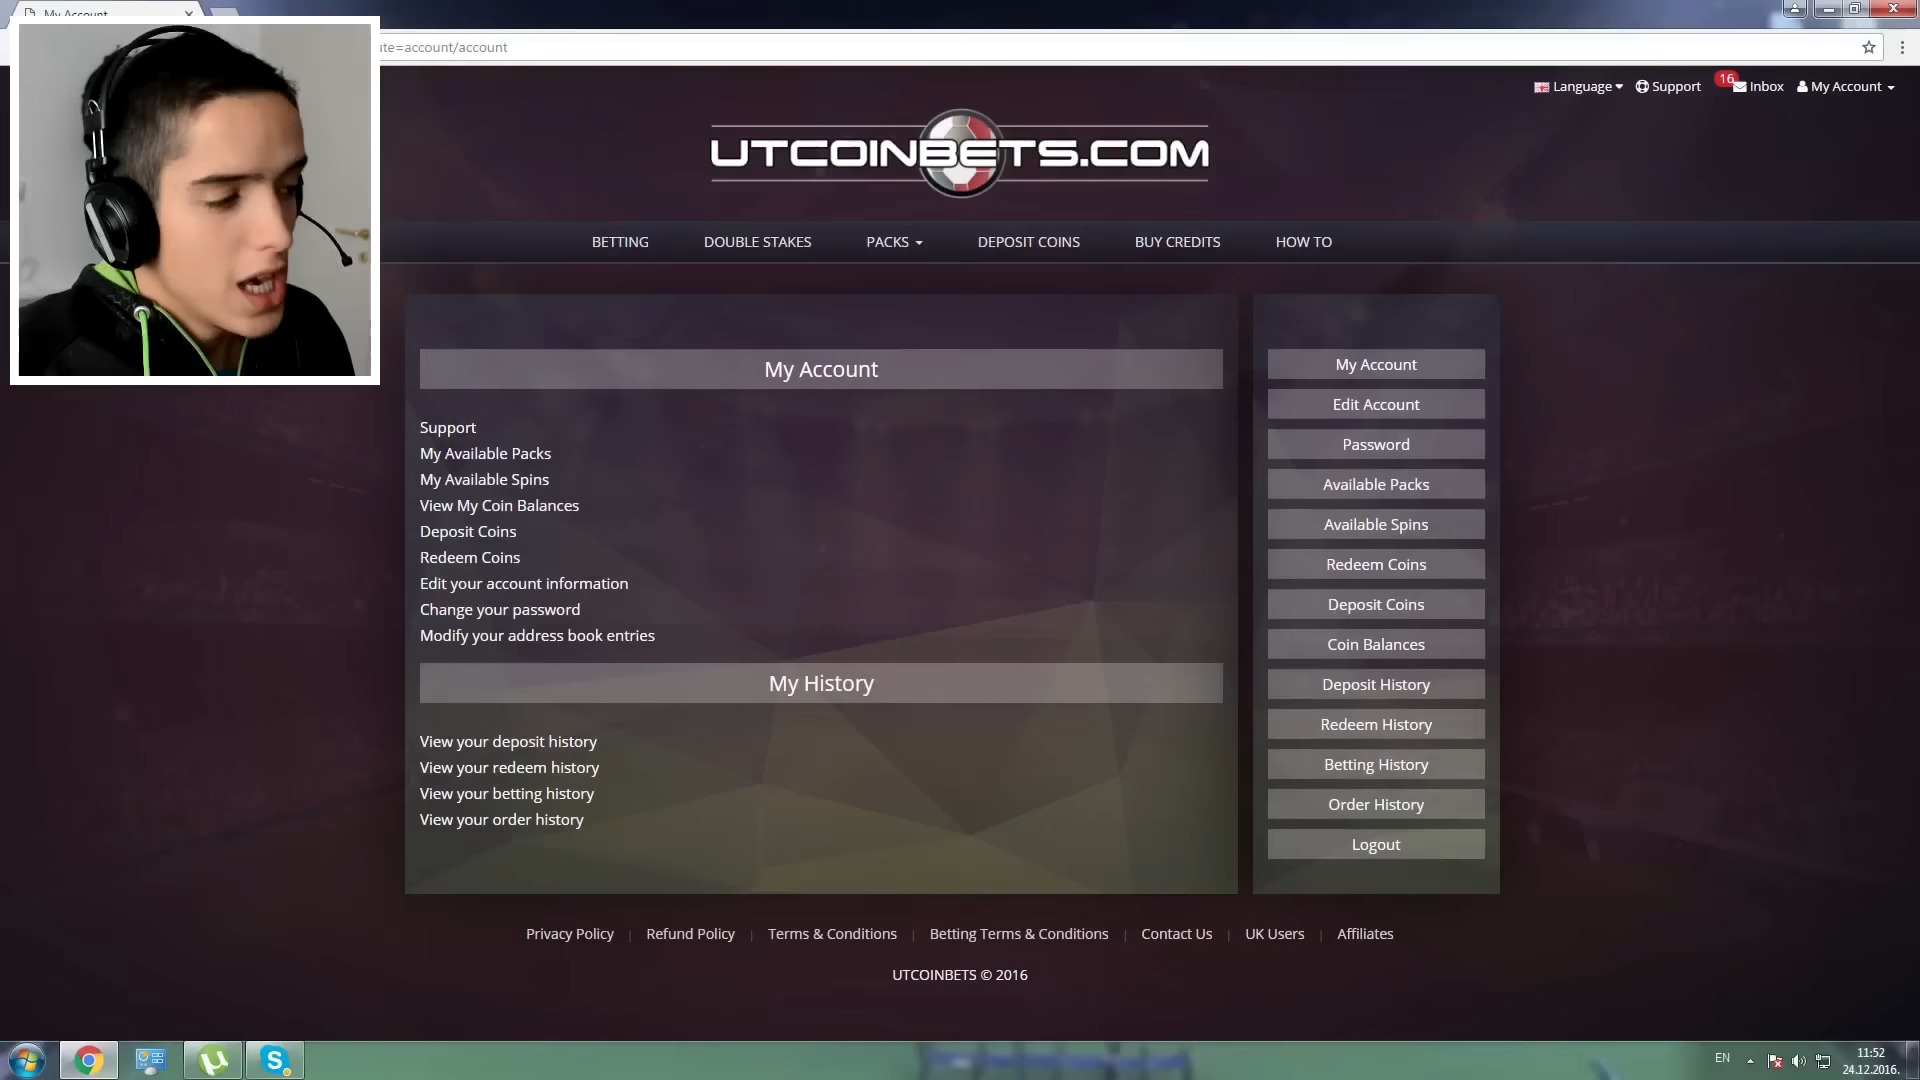 My Account
ute=account/account
Language
Support
16
Inbox
My Account
UTCOINBETS.COM
BETTING
DOUBLE STAKES
PACKS
DEPOSIT COINS
BUY CREDITS
HOW TO
My Account
Support
My Available Packs
My Available Spins
View My Coin Balances
Deposit Coins
Redeem Coins
Edit your account information
Change your password
Modify your address book entries
My History
View your deposit history
View your redeem history
View your betting history
View your order history
My Account
Edit Account
Password
Available Packs
Available Spins
Redeem Coins
Deposit Coins
Coin Balances
Deposit History
Redeem History
Betting History
Order History
Logout
Privacy Policy | Refund Policy | Terms & Conditions | Betting Terms & Conditions | Contact Us | UK Users | Affiliates
UTCOINBETS © 2016
EN
11:52
24.12.2016.